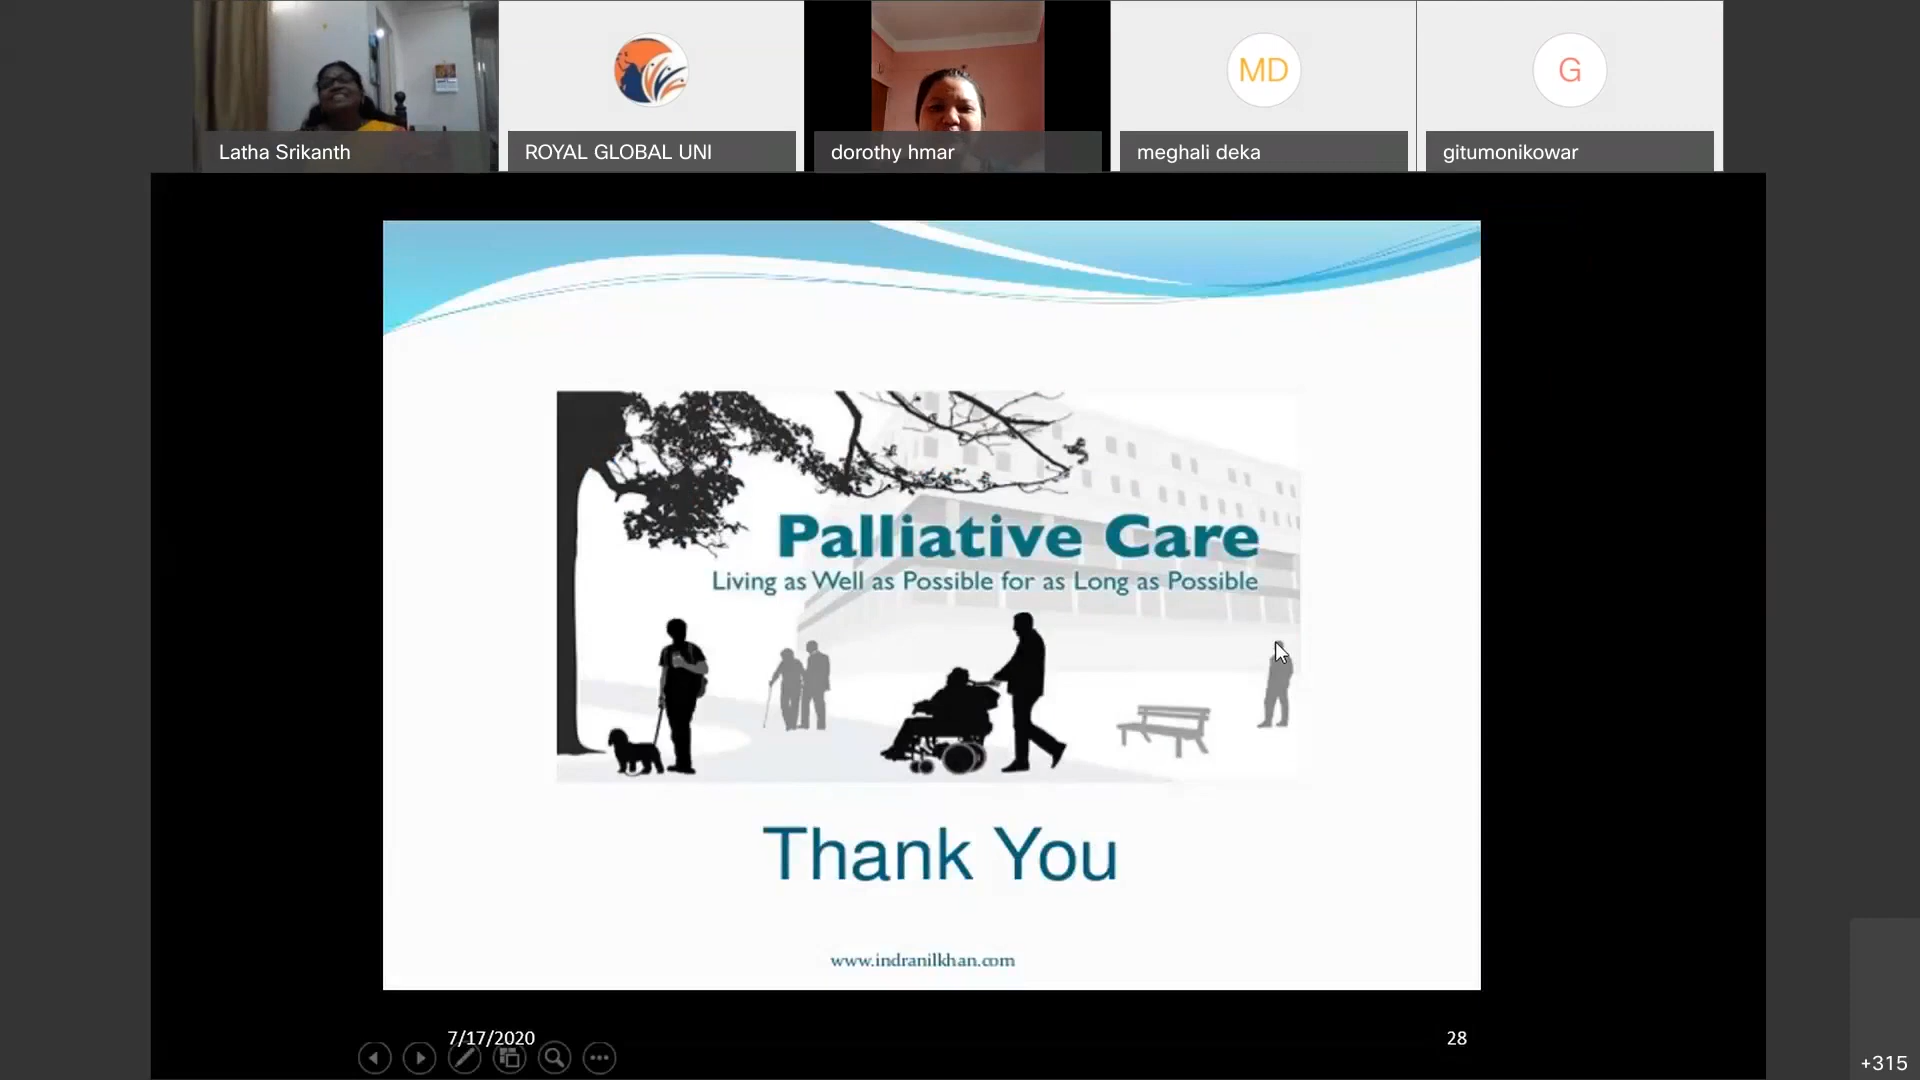 MD
G
Latha Srikanth
ROYAL GLOBAL UNI
dorothy hmar
meghali deka
gitumonikowar
Palliative Care
Living as Well as Possible for as Long as Possible
Thank You
www.indranilkhan.com
7/17/2020
28
+315